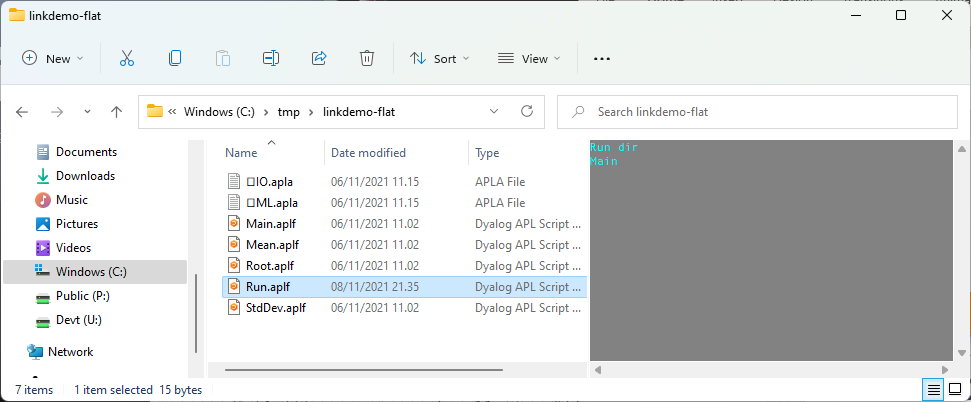 linkdemo-flat
New Sort View
Windows (C:) tmp linkdemo-flat Search linkdemo-flat
Documents
Downloads
Music
Pictures
Videos
Windows (C:)
Public (P:)
Devt (U:)
Network
Name Date modified Type
⎕IO.apla 06/11/2021 11.15 APLA File
⎕ML.apla 06/11/2021 11.15 APLA File
Main.aplf 06/11/2021 11.02 Dyalog APL Script ...
Mean.aplf 06/11/2021 11.02 Dyalog APL Script ...
Root.aplf 06/11/2021 11.02 Dyalog APL Script ...
Run.aplf 08/11/2021 21.35 Dyalog APL Script ...
StdDev.aplf 06/11/2021 11.02 Dyalog APL Script ...
Run dir
Main
7 items 1 item selected 15 bytes